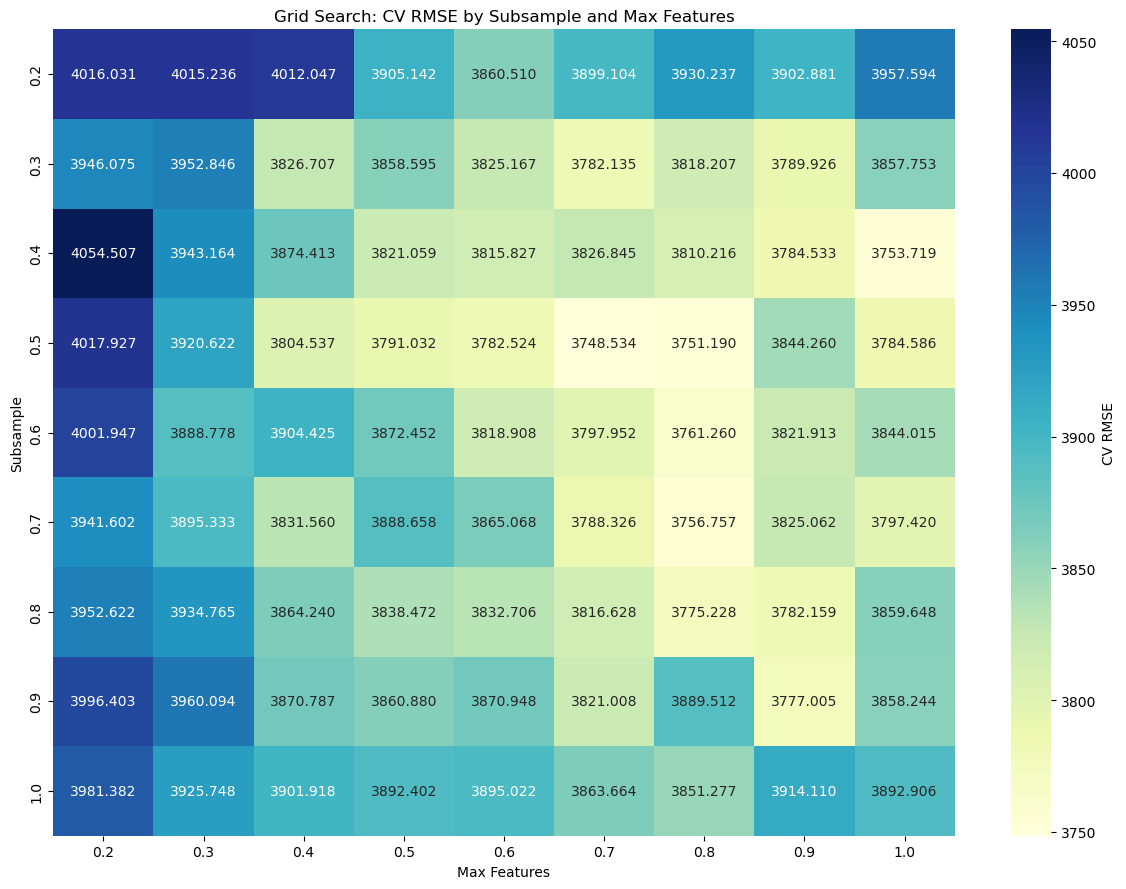 Grid Search: CV RMSE by Subsample and Max Features
0.2 4016.031 4015.236 4012.047 3905.142 3860.510 3899.104 3930.237 3902.881 3957.594
0.3 3946.075 3952.846 3826.707 3858.595 3825.167 3782.135 3818.207 3789.926 3857.753
0.4 4054.507 3943.164 3874.413 3821.059 3815.827 3826.845 3810.216 3784.533 3753.719
0.5 4017.927 3920.622 3804.537 3791.032 3782.524 3748.534 3751.190 3844.260 3784.586
0.6 4001.947 3888.778 3904.425 3872.452 3818.908 3797.952 3761.260 3821.913 3844.015
0.7 3941.602 3895.333 3831.560 3888.658 3865.068 3788.326 3756.757 3825.062 3797.420
0.8 3952.622 3934.765 3864.240 3838.472 3832.706 3816.628 3775.228 3782.159 3859.648
0.9 3996.403 3960.094 3870.787 3860.880 3870.948 3821.008 3889.512 3777.005 3858.244
1.0 3981.382 3925.748 3901.918 3892.402 3895.022 3863.664 3851.277 3914.110 3892.906
0.2 0.3 0.4 0.5 0.6 0.7 0.8 0.9 1.0
Max Features
Subsample
4050
4000
3950
3900
3850
3800
3750
CV RMSE